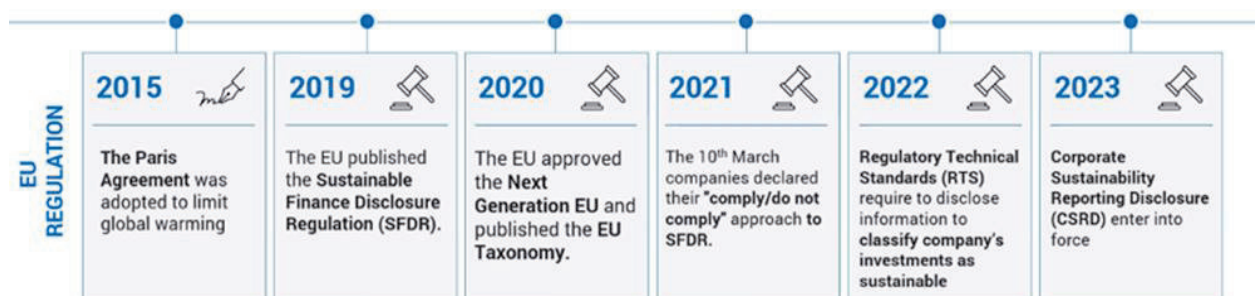 EU
REGULATION
2015
The Paris
Agreement was
adopted to limit
global warming
2019
The EU published
the Sustainable
Finance Disclosure
Regulation (SFDR).
2020
The EU approved
the Next
Generation EU and
published the EU
Taxonomy.
2021
The 10th March
companies declared
their "comply/do not
comply" approach to
SFDR.
2022
Regulatory Technical
Standards (RTS)
require to disclose
information to
classify company's
investments as
sustainable
2023
Corporate
Sustainability
Reporting Disclosure
(CSRD) enter into
force